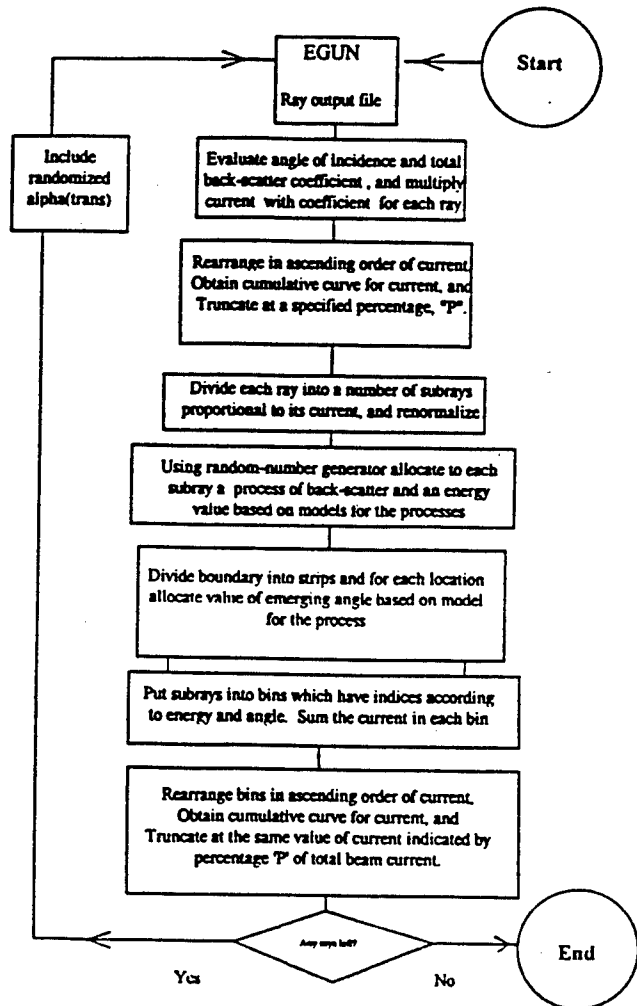 EGUN
Ray output file
Start
Include
randomized
alpha(trans)
Evaluate angle of incidence and total
back-scatter coefficient , and multiply
current with coefficient for each ray
Rearrange in ascending order of current.
Obtain cumulative curve for current, and
Truncate at a specified percentage, "P".
Divide each ray into a number of subrays
proportional to its current, and renormalize
Using random-number generator allocate to each
subray a process of back-scatter and an energy
value based on models for the processes
Divide boundary into strips and for each location
allocate value of emerging angle based on model
for the process
Put subrays into bins which have indices according
to energy and angle. Sum the current in each bin
Rearrange bins in ascending order of current.
Obtain cumulative curve for current, and
Truncate at the same value of current indicated by
percentage 'P' of total beam current.
Any rays left?
Yes
No
End